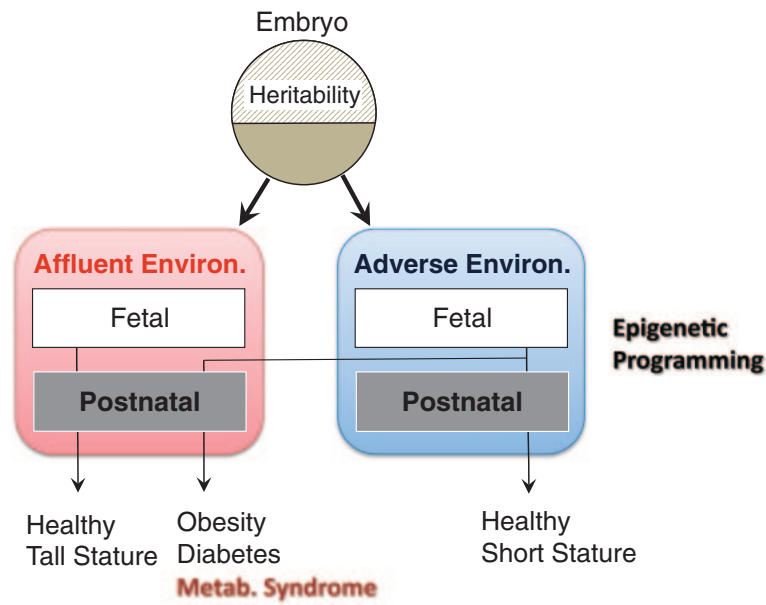 Embryo
Heritability
Affluent Environ.
Adverse Environ.
Fetal
Fetal
Epigenetic
Programming
Postnatal
Postnatal
Healthy
Tall Stature
Obesity
Diabetes
Metab. Syndrome
Healthy
Short Stature